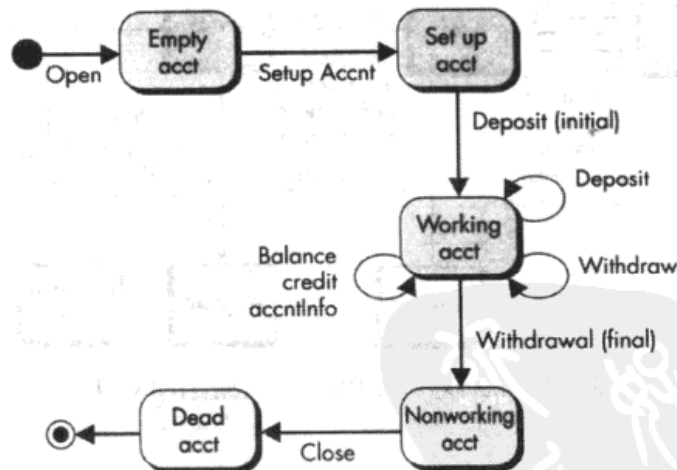 Empty
acct
Set up
acct
Open
Setup Accnt
Deposit (initial)
Deposit
Working
acct
Balance
credit
accntInfo
Withdraw
Withdrawal (final)
Dead
acct
Nonworking
acct
Close